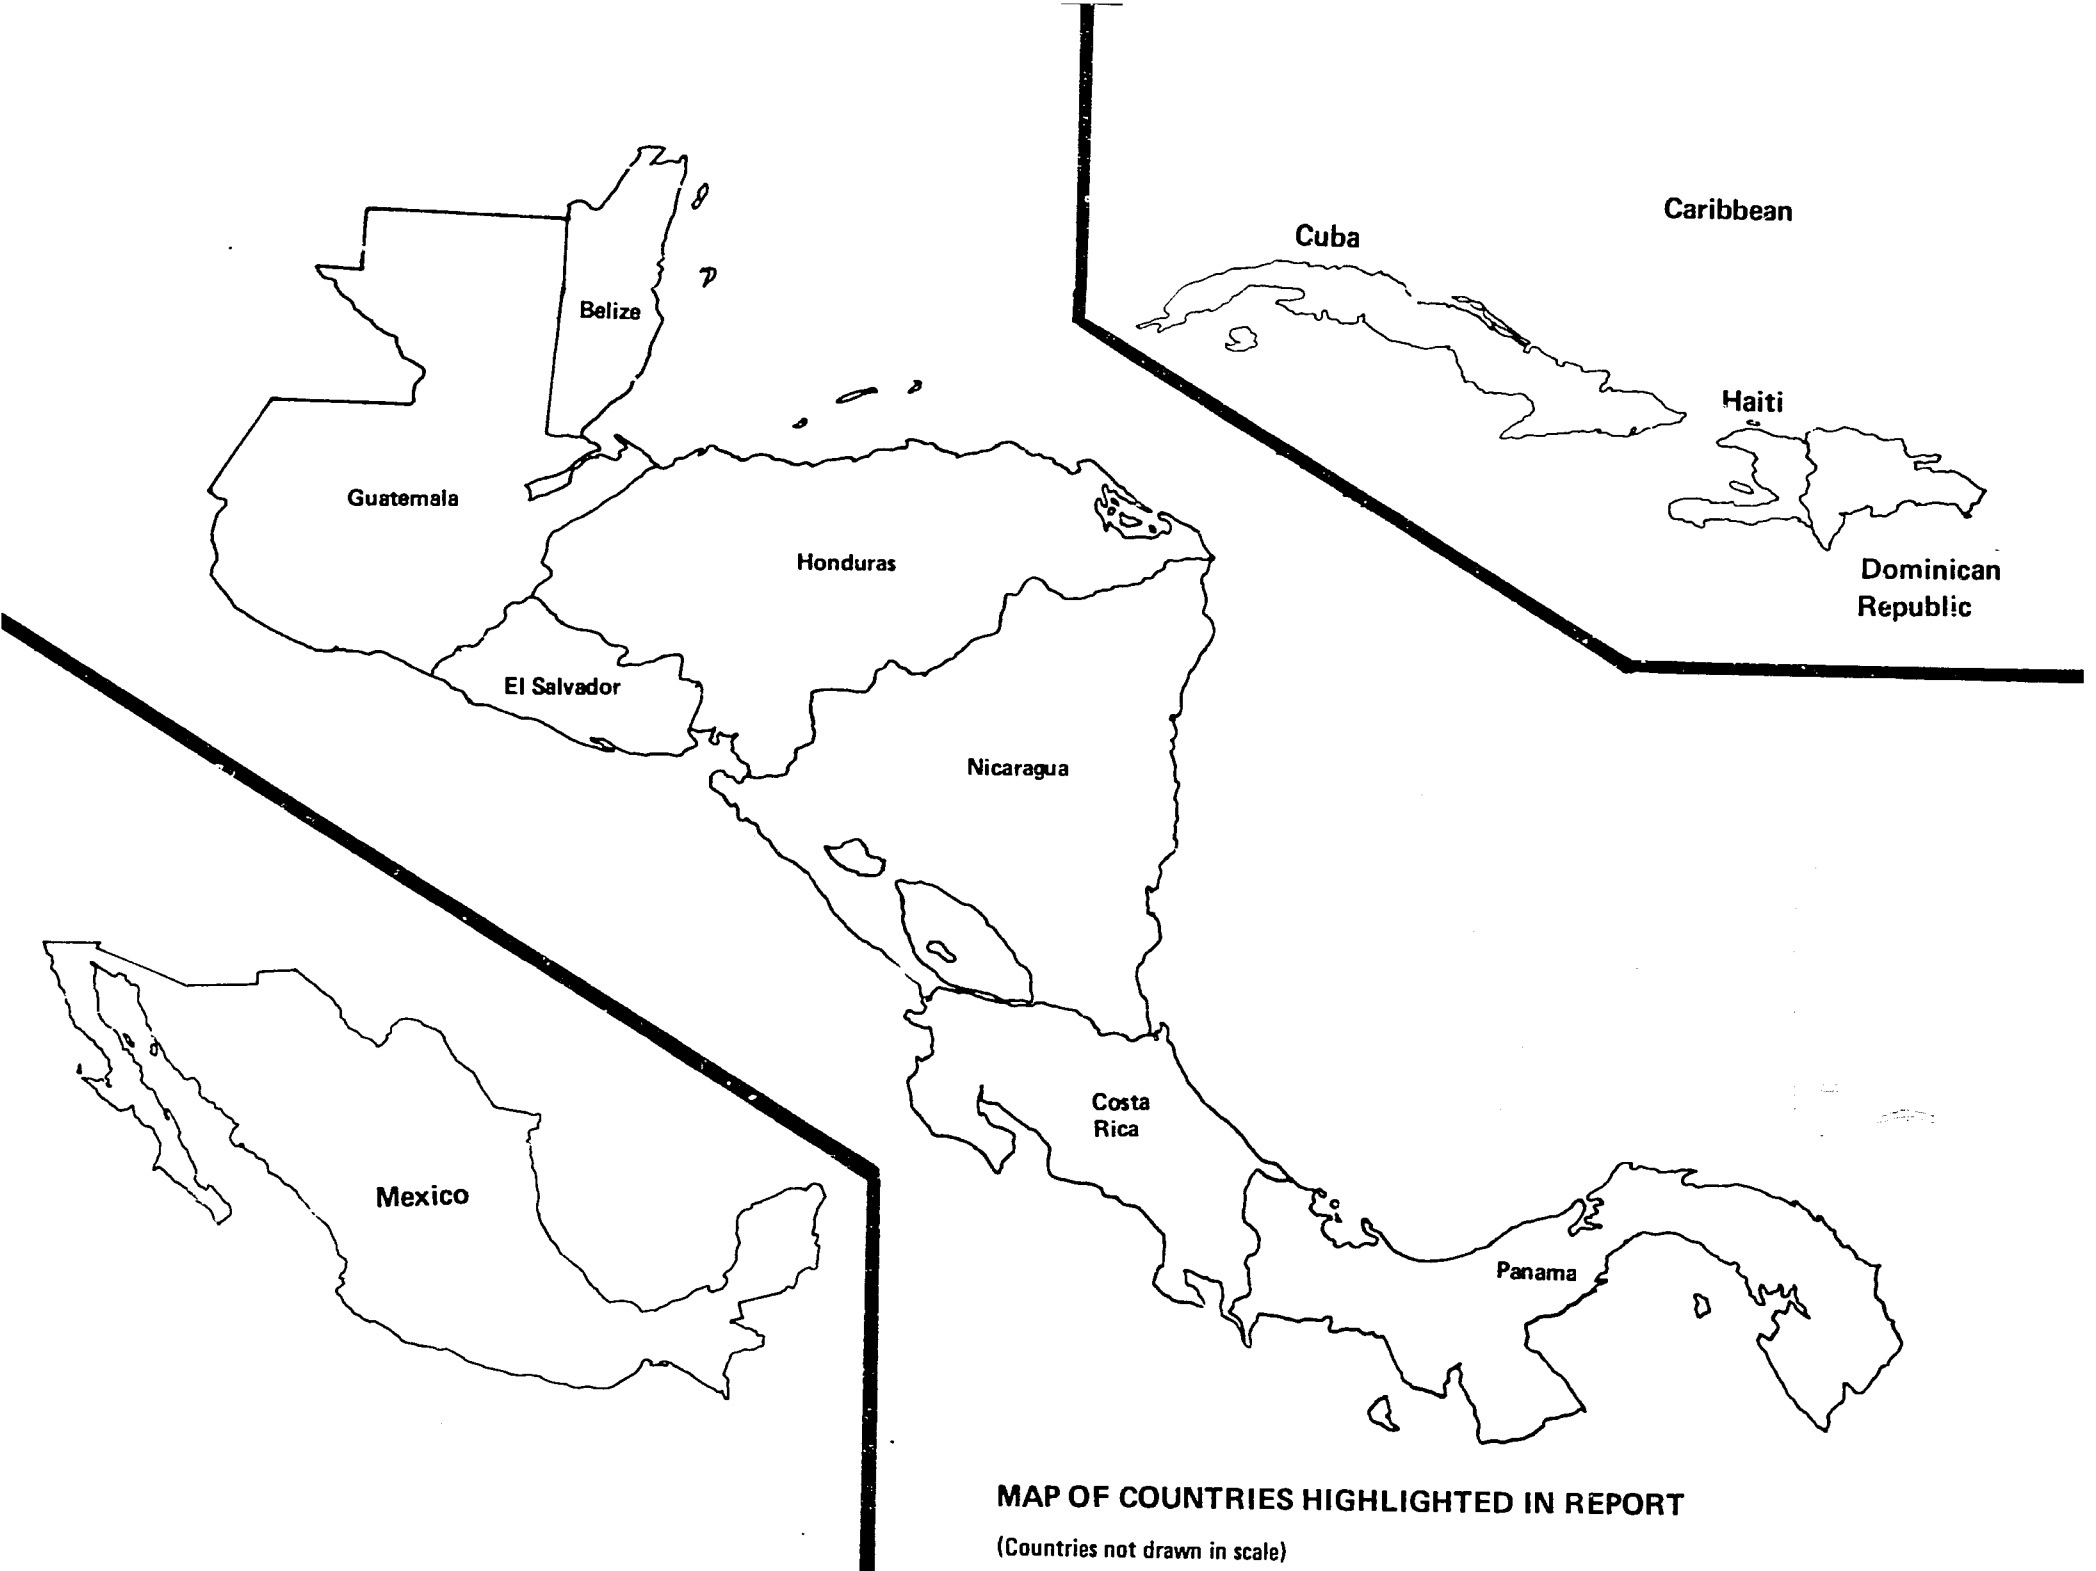 Caribbean
Cuba
Belize
Haiti
Guatemala
Honduras
Dominican
Republic
El Salvador
Nicaragua
Costa
Rica
Mexico
Panama
MAP OF COUNTRIES HIGHLIGHTED IN REPORT
(Countries not drawn in scale)